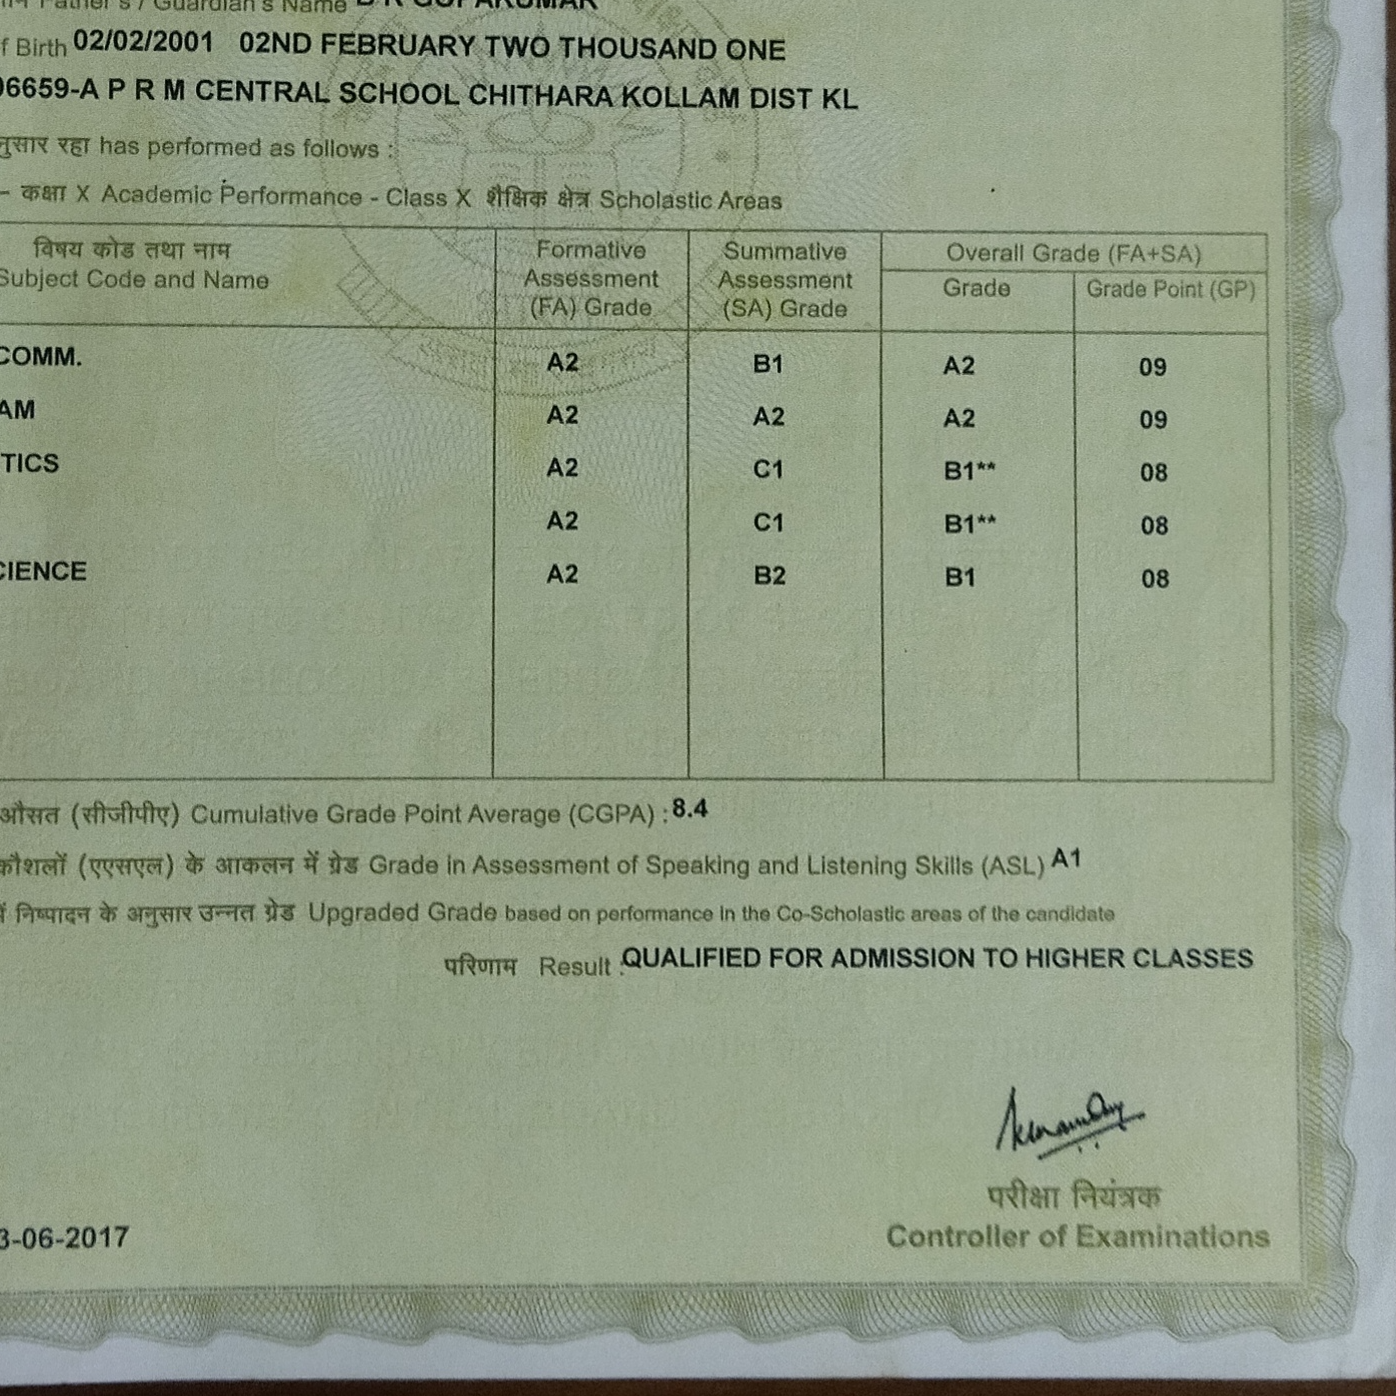 Father's / Guardian's Name B R GOPAKUMAR
f Birth 02/02/2001 02ND FEBRUARY TWO THOUSAND ONE
06659-A P R M CENTRAL SCHOOL CHITHARA KOLLAM DIST KL
नुसार रहा has performed as follows :
- कक्षा X Academic Performance - Class X शैक्षिक क्षेत्र Scholastic Areas
विषय कोड तथा नाम
Subject Code and Name
Formative
Assessment
(FA) Grade
Summative
Assessment
(SA) Grade
Overall Grade (FA+SA)
Grade
Grade Point (GP)
COMM. A2 B1 A2 09
AM A2 A2 A2 09
TICS A2 C1 B1** 08
A2 C1 B1** 08
CIENCE A2 B2 B1 08
औसत (सीजीपीए) Cumulative Grade Point Average (CGPA) : 8.4
कौशलों (एएसएल) के आकलन में ग्रेड Grade in Assessment of Speaking and Listening Skills (ASL) A1
में निष्पादन के अनुसार उन्नत ग्रेड Upgraded Grade based on performance in the Co-Scholastic areas of the candidate
परिणाम Result : QUALIFIED FOR ADMISSION TO HIGHER CLASSES
परीक्षा नियंत्रक
3-06-2017 Controller of Examinations